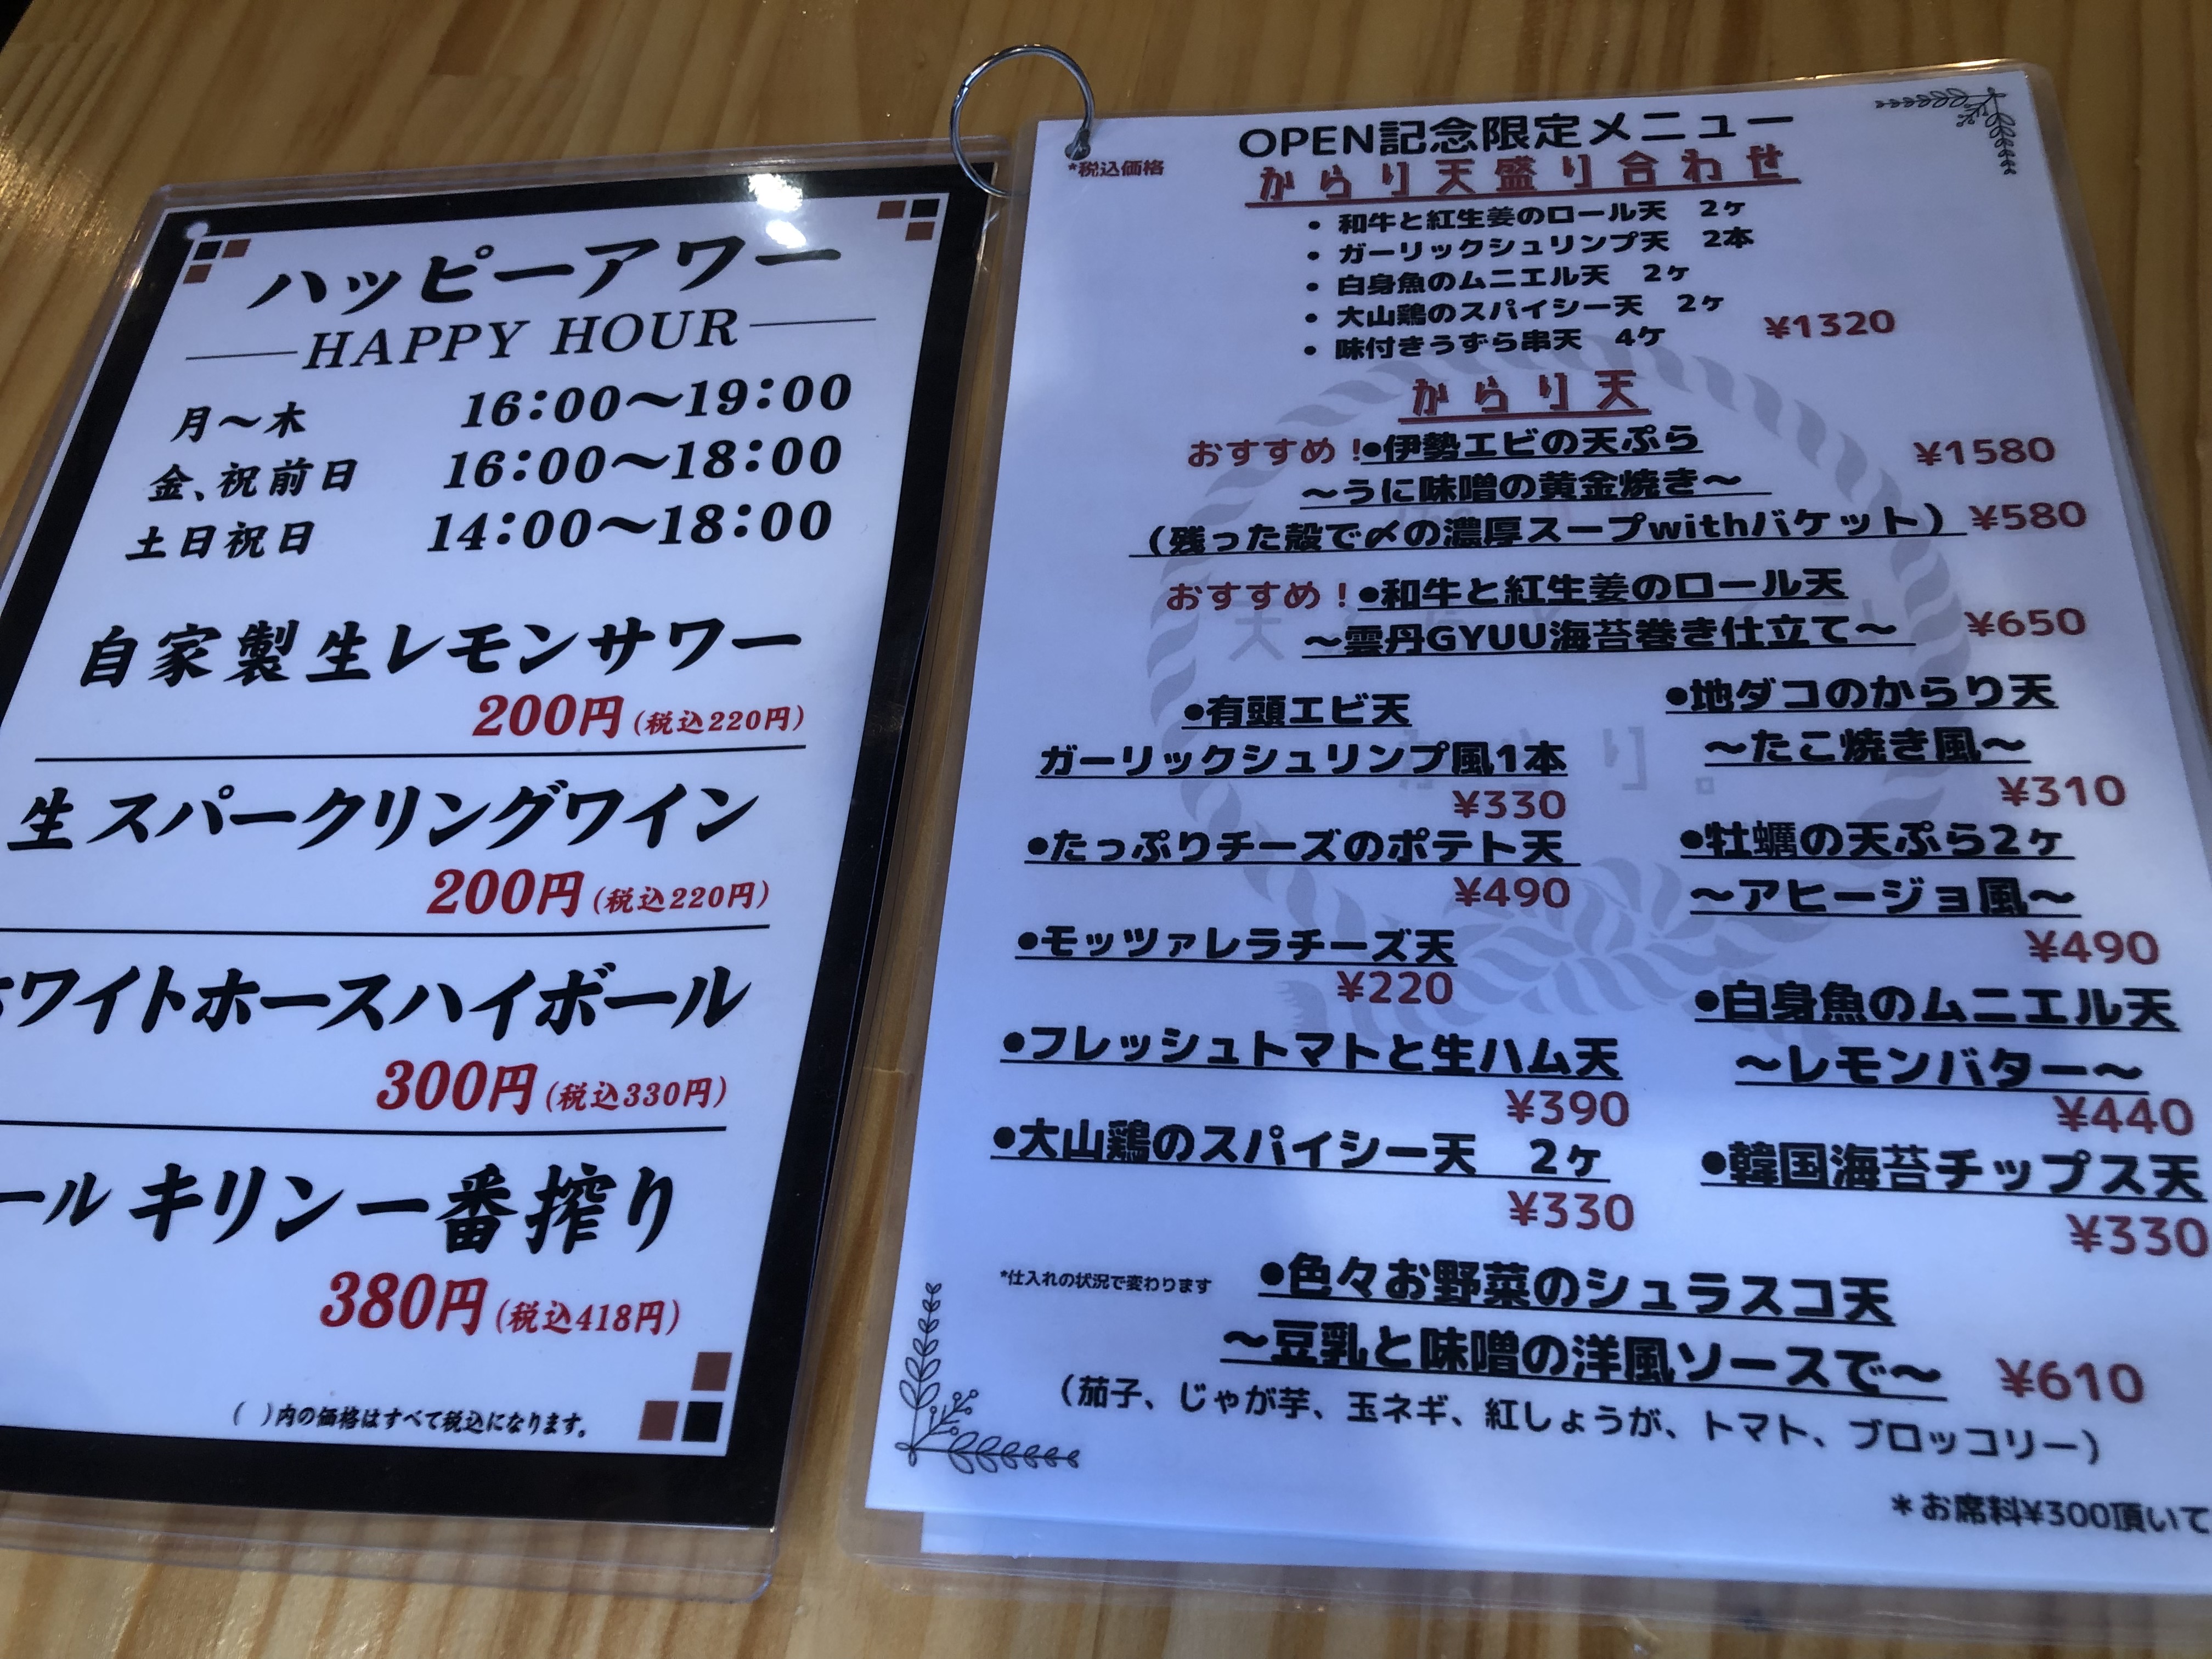 ハッピーアワー
HAPPY HOUR
月～木 16:00～19:00
金、祝前日 16:00～18:00
土日祝日 14:00～18:00
自家製生レモンサワー
200円(税込220円)
生スパークリングワイン
200円(税込220円)
ワイトホースハイボール
300円(税込330円)
ール キリン一番搾り
380円(税込418円)
( )内の価格はすべて税込になります。
OPEN記念限定メニュー
*税込価格
からり天盛り合わせ
• 和牛と紅生姜のロール天 2ヶ
• ガーリックシュリンプ天 2本
• 白身魚のムニエル天 2ヶ
• 大山鶏のスパイシー天 2ヶ
• 味付きうずら串天 4ケ ¥1320
からり天
おすすめ！●伊勢エビの天ぷら ¥1580
～うに味噌の黄金焼き～
（残った殻で〆の濃厚スープwithバケット） ¥580
おすすめ！●和牛と紅生姜のロール天
～雲丹GYUU海苔巻き仕立て～ ¥650
●有頭エビ天
ガーリックシュリンプ風1本
¥330
●たっぷりチーズのポテト天
¥490
●モッツァレラチーズ天
¥220
●フレッシュトマトと生ハム天
¥390
●大山鶏のスパイシー天 2ヶ
¥330
●地ダコのからり天
～たこ焼き風～
¥310
●牡蠣の天ぷら2ヶ
～アヒージョ風～
¥490
●白身魚のムニエル天
～レモンバター～
¥440
●韓国海苔チップス天
¥330
*仕入れの状況で変わります
●色々お野菜のシュラスコ天
～豆乳と味噌の洋風ソースで～ ¥610
（茄子、じゃが芋、玉ネギ、紅しょうが、トマト、ブロッコリー）
＊お席料¥300頂いて